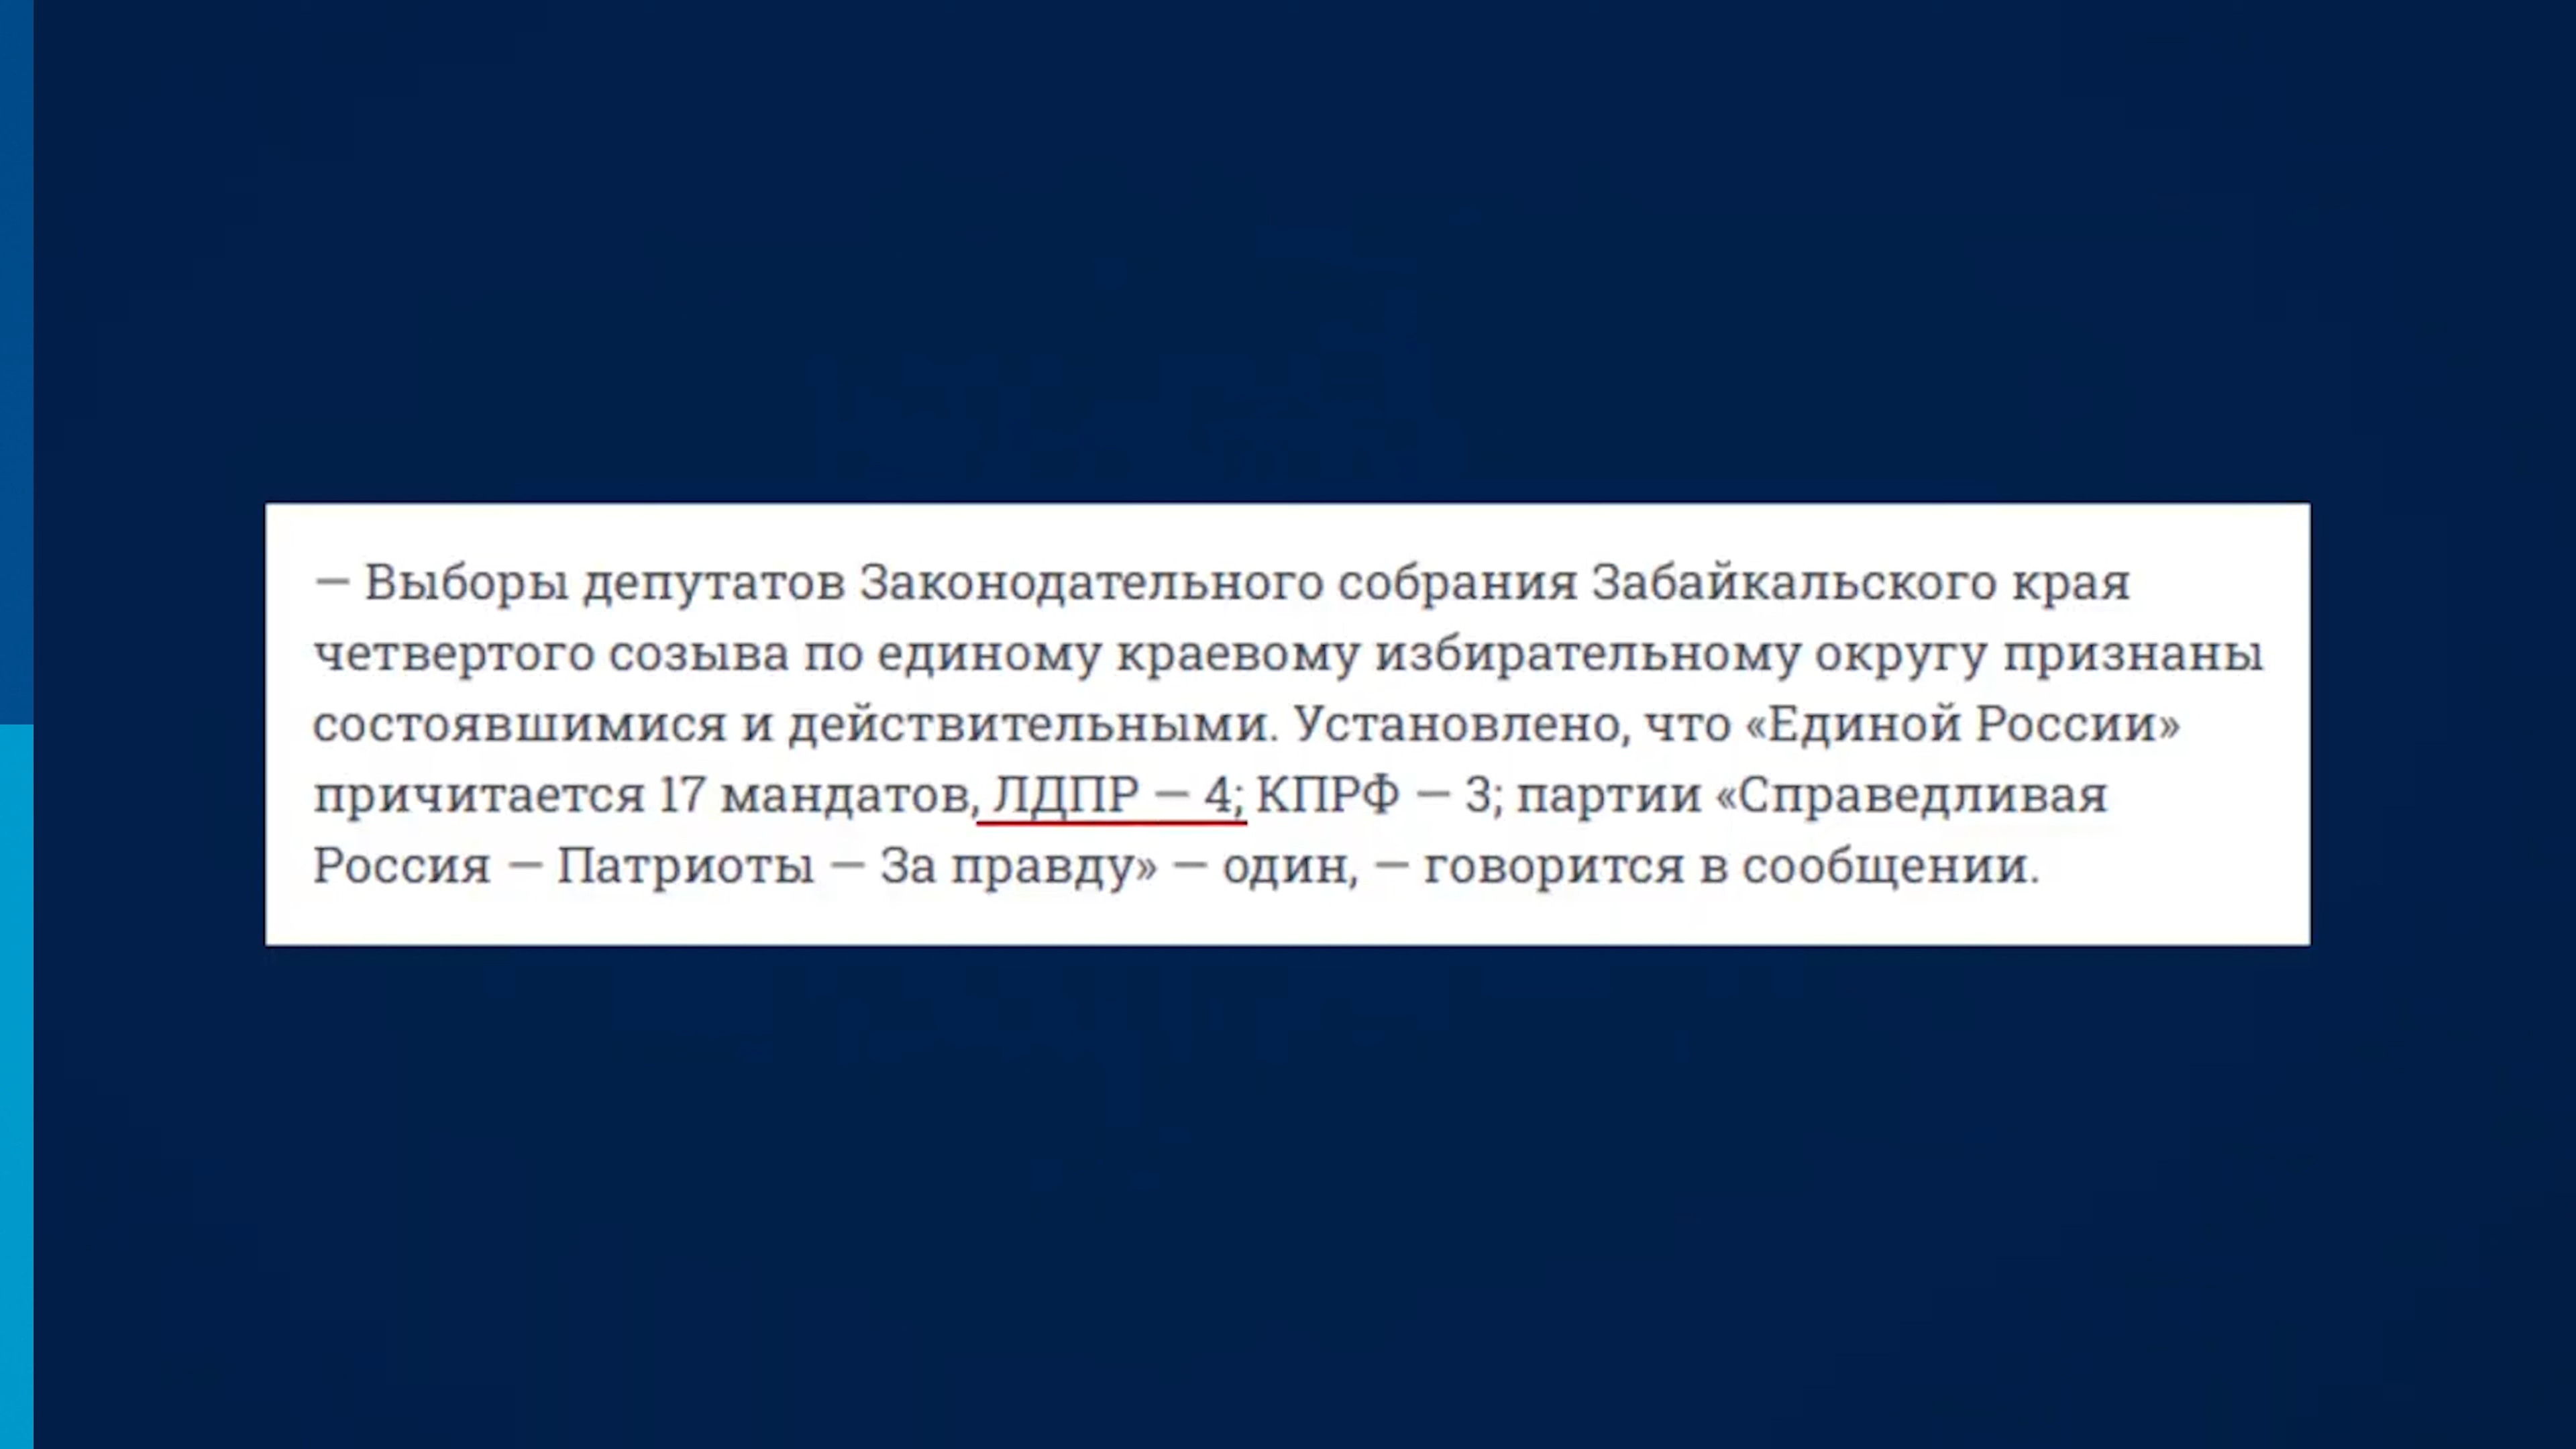 — Выборы депутатов Законодательного собрания Забайкальского края
четвертого созыва по единому краевому избирательному округу признаны
состоявшимися и действительными. Установлено, что «Единой России»
причитается 17 мандатов, ЛДПР — 4; КПРФ — 3; партии «Справедливая
Россия — Патриоты — За правду» — один, — говорится в сообщении.